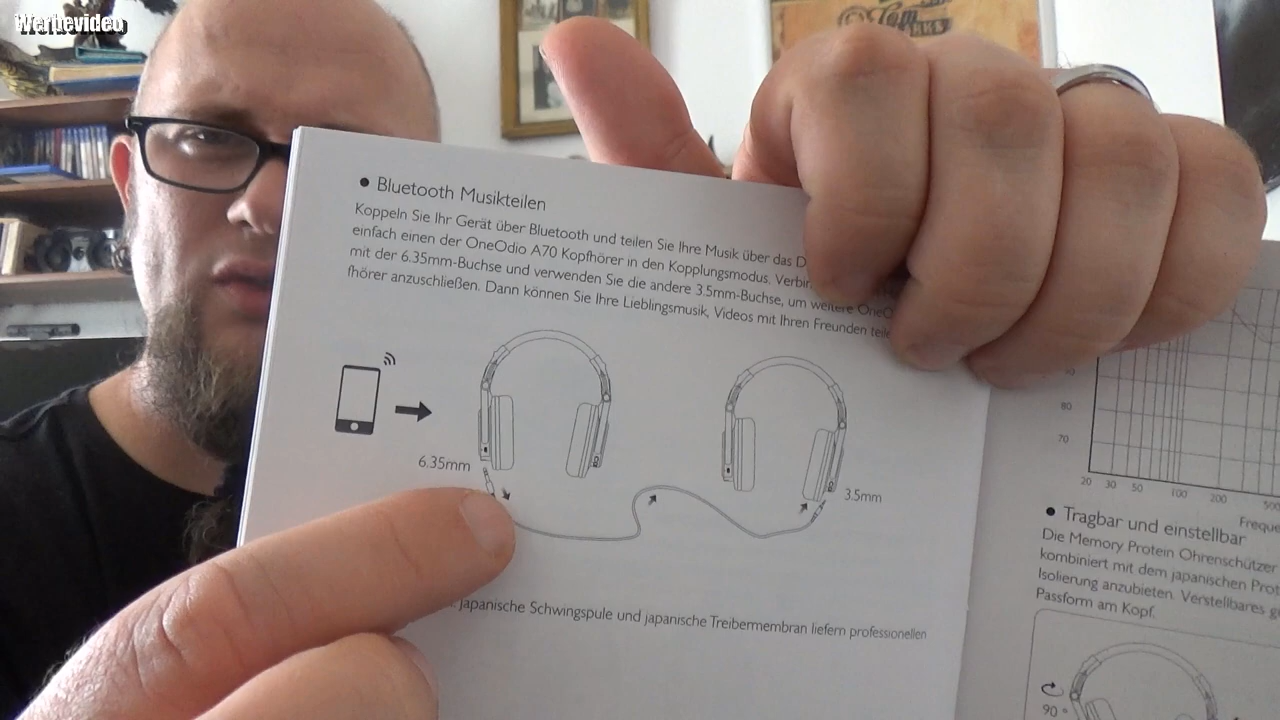 Werbevideo
• Bluetooth Musikteilen
Koppeln Sie Ihr Gerät über Bluetooth und teilen Sie Ihre Musik über das
einfach einen der OneOdio A70 Kopfhörer in den Kopplungsmodus.
mit der 6.35mm-Buchse und verwenden Sie die andere 3.5mm-Buchse, um weitere
fhörer anzuschließen. Dann können Sie Ihre Lieblingsmusik, Videos mit Ihren Freunden
6.35mm
3.5mm
Japanische Schwingspule und japanische Treibermembran liefern professionellen
80
70
20 30 50 100 200
• Tragbar und einstellbar
Die Memory Protein Ohrenschützer
kombiniert mit dem japanischen
Isolierung anzubieten. Verstellbares
Passform am Kopf.
90°